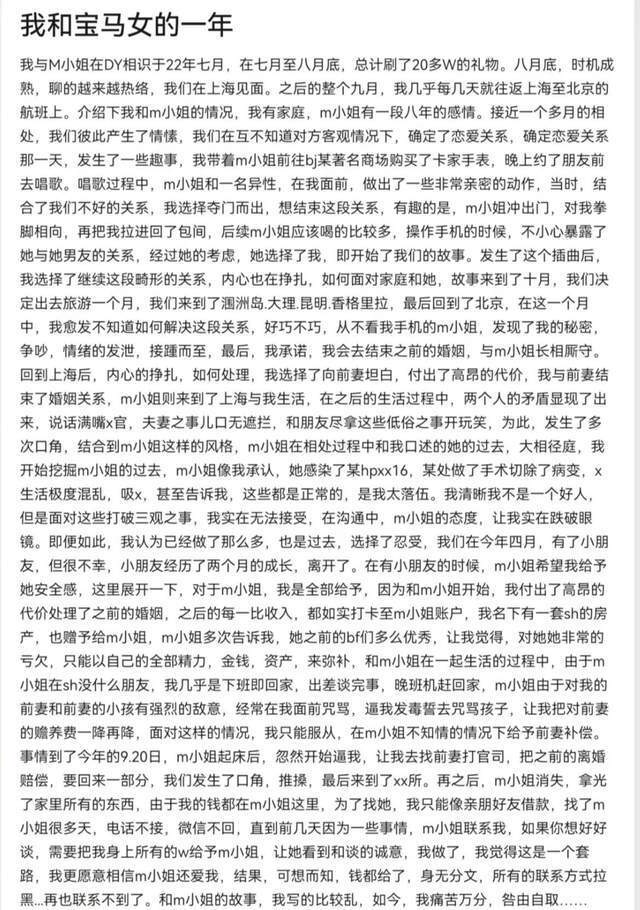 我和宝马女的一年
我与M小姐在DY相识于22年七月，在七月至八月底，总计刷了20多W的礼物。八月底，时机成
熟，聊的越来越热络，我们在上海见面。之后的整个九月，我几乎每几天就往返上海至北京的
航班上。介绍下我和m小姐的情况，我有家庭，m小姐有一段八年的感情。接近一个多月的相
处，我们彼此产生了情愫，我们在互不知道对方客观情况下，确定了恋爱关系，确定恋爱关系
那一天，发生了一些趣事，我带着m小姐前往bj某著名商场购买了卡家手表，晚上约了朋友前
去唱歌。唱歌过程中，m小姐和一名异性，在我面前，做出了一些非常亲密的动作，当时，结
合了我们不好的关系，我选择夺门而出，想结束这段关系，有趣的是，m小姐冲出门，对我拳
脚相向，再把我拉进回了包间，后续m小姐应该喝的比较多，操作手机的时候，不小心暴露了
她与她男友的关系，经过她的考虑，她选择了我，即开始了我们的故事。发生了这个插曲后，
我选择了继续这段畸形的关系，内心也在挣扎，如何面对家庭和她，故事来到了十月，我们决
定出去旅游一个月，我们来到了涠洲岛.大理.昆明.香格里拉，最后回到了北京，在这一个月
中，我愈发不知道如何解决这段关系，好巧不巧，从不看我手机的m小姐，发现了我的秘密，
争吵，情绪的发泄，接踵而至，最后，我承诺，我会去结束之前的婚姻，与m小姐长相厮守。
回到上海后，内心的挣扎，如何处理，我选择了向前妻坦白，付出了高昂的代价，我与前妻结
束了婚姻关系，m小姐则来到了上海与我生活，在之后的生活过程中，两个人的矛盾显现了出
来，说话满嘴x官，夫妻之事儿口无遮拦，和朋友尽拿这些低俗之事开玩笑，为此，发生了多
次口角，结合到m小姐这样的风格，m小姐在相处过程中和我口述的她的过去，大相径庭，我
开始挖掘m小姐的过去，m小姐像我承认，她感染了某hpxx16，某处做了手术切除了病变，x
生活极度混乱，吸x，甚至告诉我，这些都是正常的，是我太落伍。我清晰我不是一个好人，
但是面对这些打破三观之事，我实在无法接受，在沟通中，m小姐的态度，让我实在跌破眼
镜。即便如此，我认为已经做了那么多，也是过去，选择了忍受，我们在今年四月，有了小朋
友，但很不幸，小朋友经历了两个月的成长，离开了。在有小朋友的时候，m小姐希望我给予
她安全感，这里展开一下，对于m小姐，我是全部给予，因为和m小姐开始，我付出了高昂的
代价处理了之前的婚姻，之后的每一比收入，都如实打卡至m小姐账户，我名下有一套sh的房
产，也赠予给m小姐，m小姐多次告诉我，她之前的bf们多么优秀，让我觉得，对她她非常的
亏欠，只能以自己的全部精力，金钱，资产，来弥补，和m小姐在一起生活的过程中，由于m
小姐在sh没什么朋友，我几乎是下班即回家，出差谈完事，晚班机赶回家，m小姐由于对我的
前妻和前妻的小孩有强烈的敌意，经常在我面前咒骂，逼我发毒誓去咒骂孩子，让我把对前妻
的赡养费一降再降，面对这样的情况，我只能服从，在m小姐不知情的情况下给予前妻补偿。
事情到了今年的9.20日，m小姐起床后，忽然开始逼我，让我去找前妻打官司，把之前的离婚
赔偿，要回来一部分，我们发生了口角，推搡，最后来到了xx所。再之后，m小姐消失，拿光
了家里所有的东西，由于我的钱都在m小姐这里，为了找她，我只能像亲朋好友借款，找了m
小姐很多天，电话不接，微信不回，直到前几天因为一些事情，m小姐联系我，如果你想好好
谈，需要把我身上所有的w给予m小姐，让她看到和谈的诚意，我做了，我觉得这是一个套
路，我更愿意相信m小姐还爱我，结果，可想而知，钱都给了，身无分文，所有的联系方式拉
黑...再也联系不到了。和m小姐的故事，我写的比较乱，如今，我痛苦万分，咎由自取……